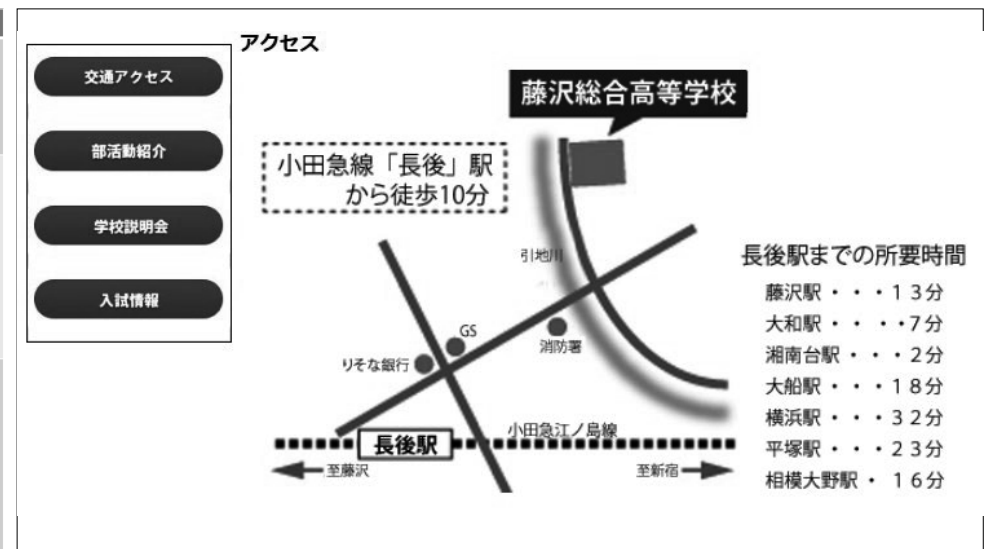 アクセス
交通アクセス
部活動紹介
学校説明会
入試情報
藤沢総合高等学校
小田急線「長後」駅
から徒歩10分
引地川
GS
消防署
りそな銀行
小田急江ノ島線
長後駅
至藤沢
至新宿
長後駅までの所要時間
藤沢駅・・・13分
大和駅・・・・7分
湘南台駅・・・2分
大船駅・・・18分
横浜駅・・・32分
平塚駅・・・23分
相模大野駅・16分